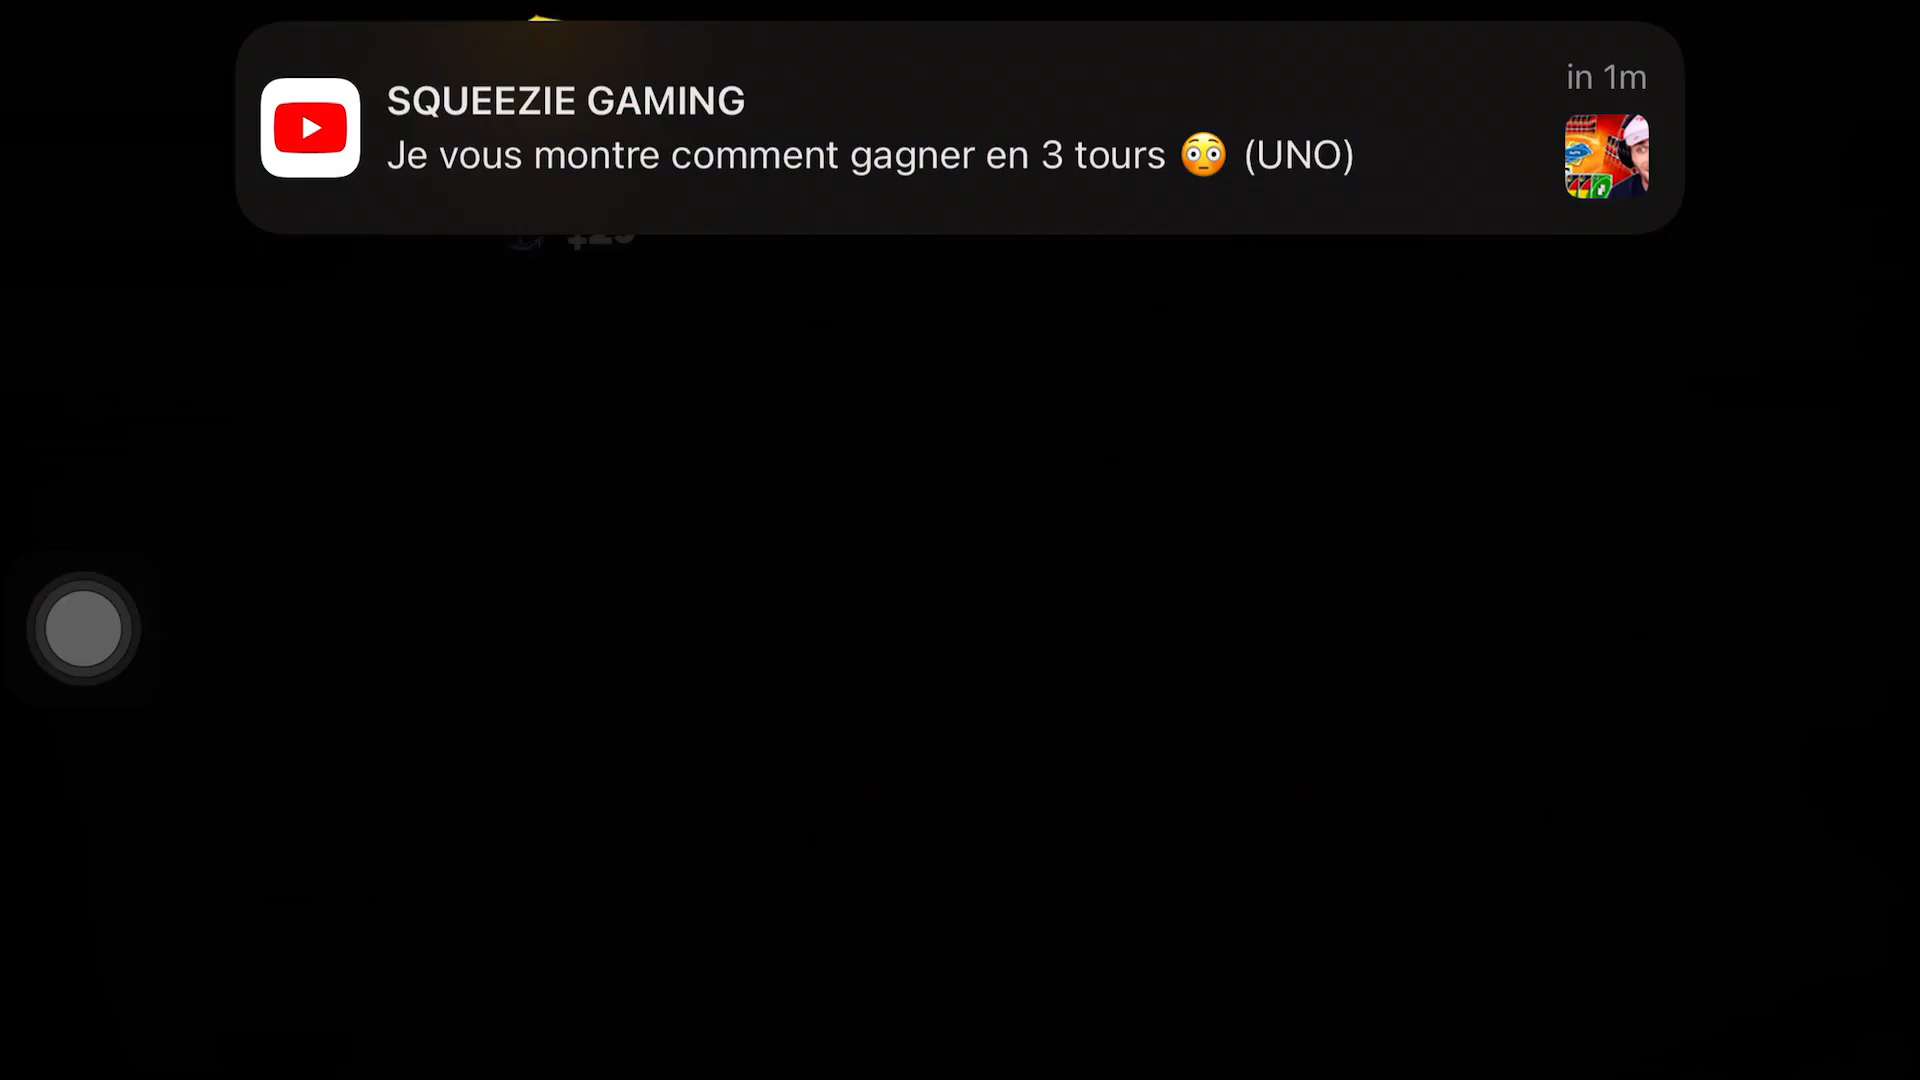 in 1m
SQUEEZIE GAMING
Je vous montre comment gagner en 3 tours 😳 (UNO)